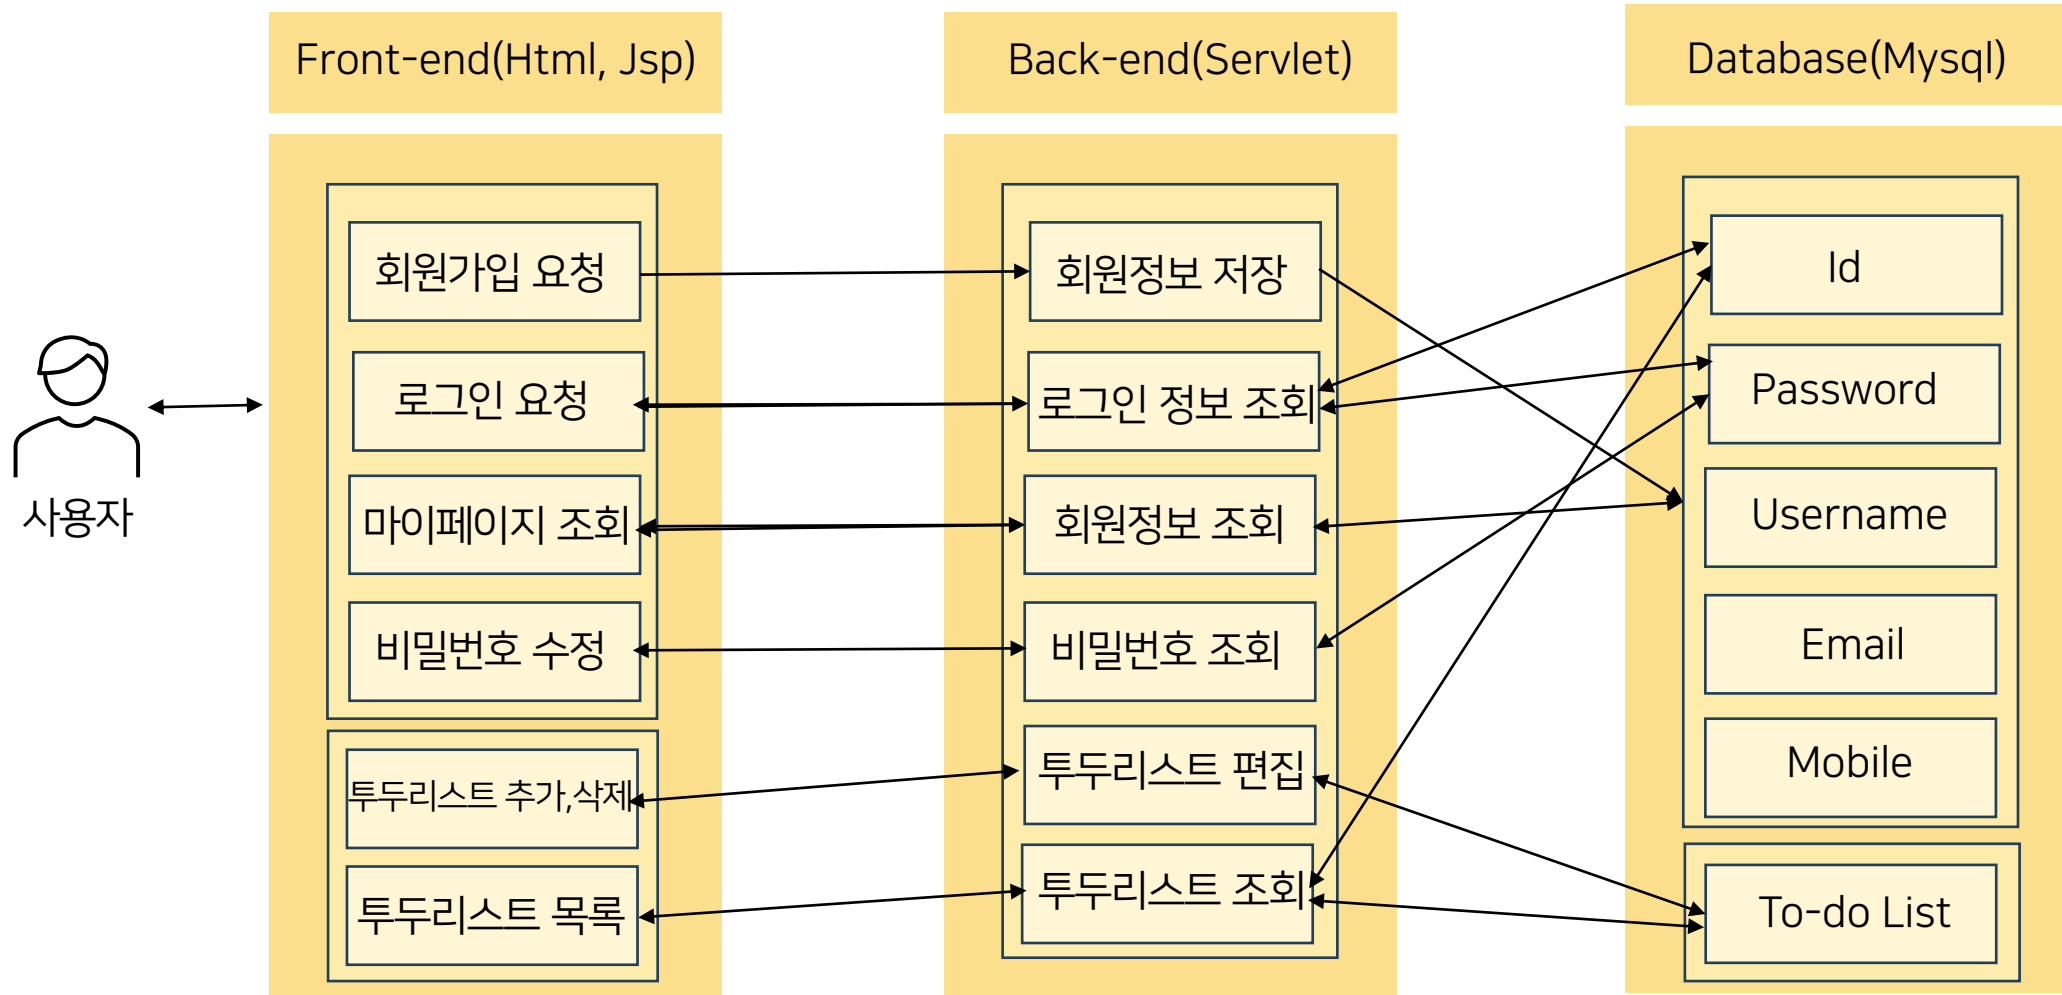 Front-end(Html, Jsp)
Back-end(Servlet)
Database(Mysql)
사용자
회원가입 요청
로그인 요청
마이페이지 조회
비밀번호 수정
투두리스트 추가,삭제
투두리스트 목록
회원정보 저장
로그인 정보 조회
회원정보 조회
비밀번호 조회
투두리스트 편집
투두리스트 조회
Id
Password
Username
Email
Mobile
To-do List